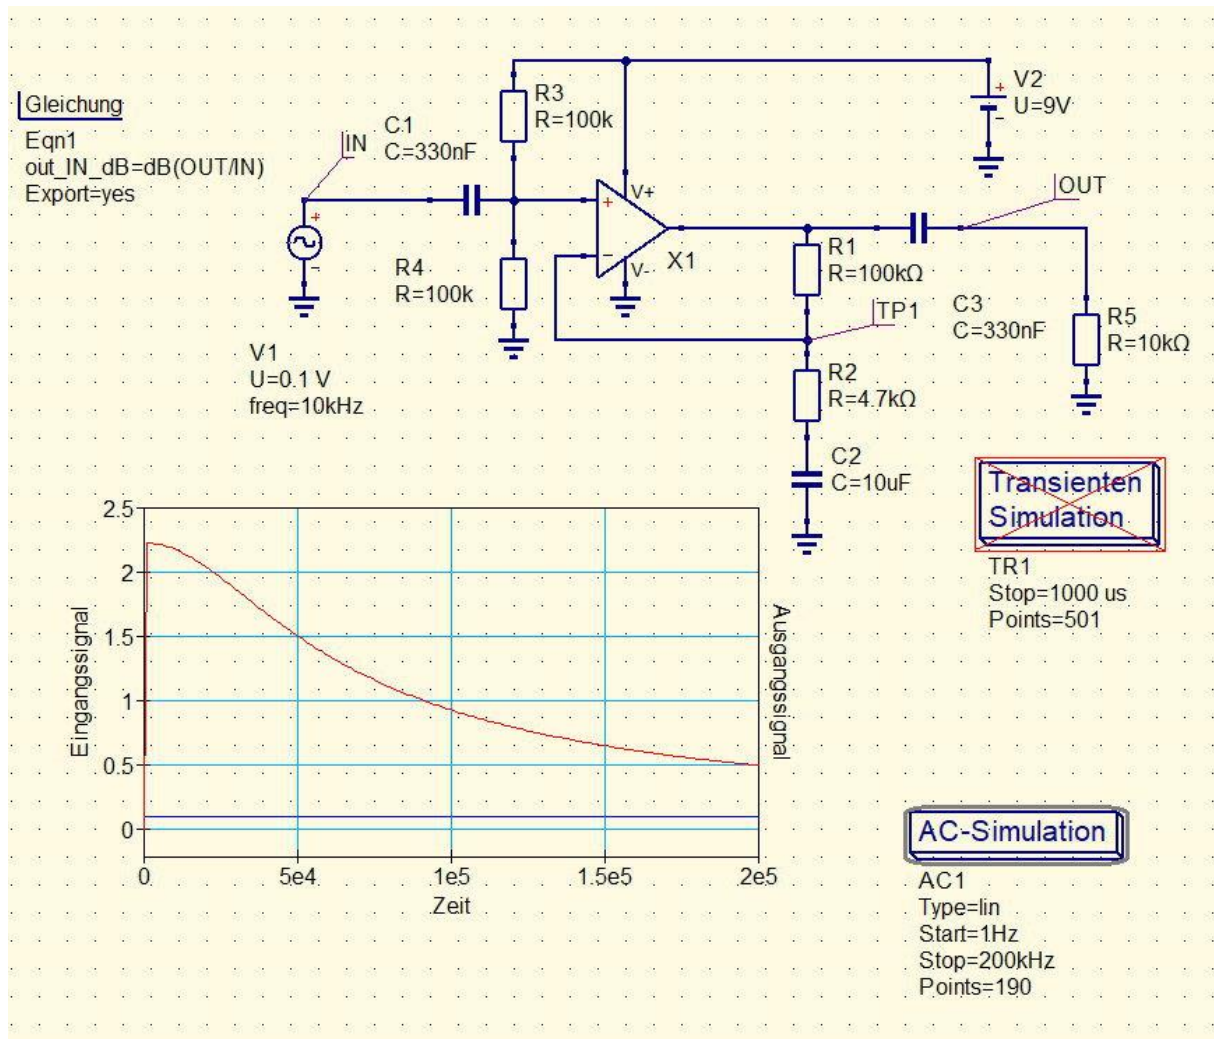 Gleichung
Eqn1
out_IN_dB=dB(OUT/IN)
Export=yes
IN
C1
C=330nF
R3
R=100k
V2
U=9V
+
-
+
-
V+
+
-
V-
X1
OUT
R4
R=100k
R1
R=100kΩ
TP1
C3
C=330nF
R5
R=10kΩ
V1
U=0.1 V
freq=10kHz
R2
R=4.7kΩ
C2
C=10uF
Transienten
Simulation
TR1
Stop=1000 us
Points=501
Eingangssignal
2.5
2
1.5
1
0.5
0
0
5e4
1e5
1.5e5
2e5
Zeit
Ausgangssignal
AC-Simulation
AC1
Type=lin
Start=1Hz
Stop=200kHz
Points=190